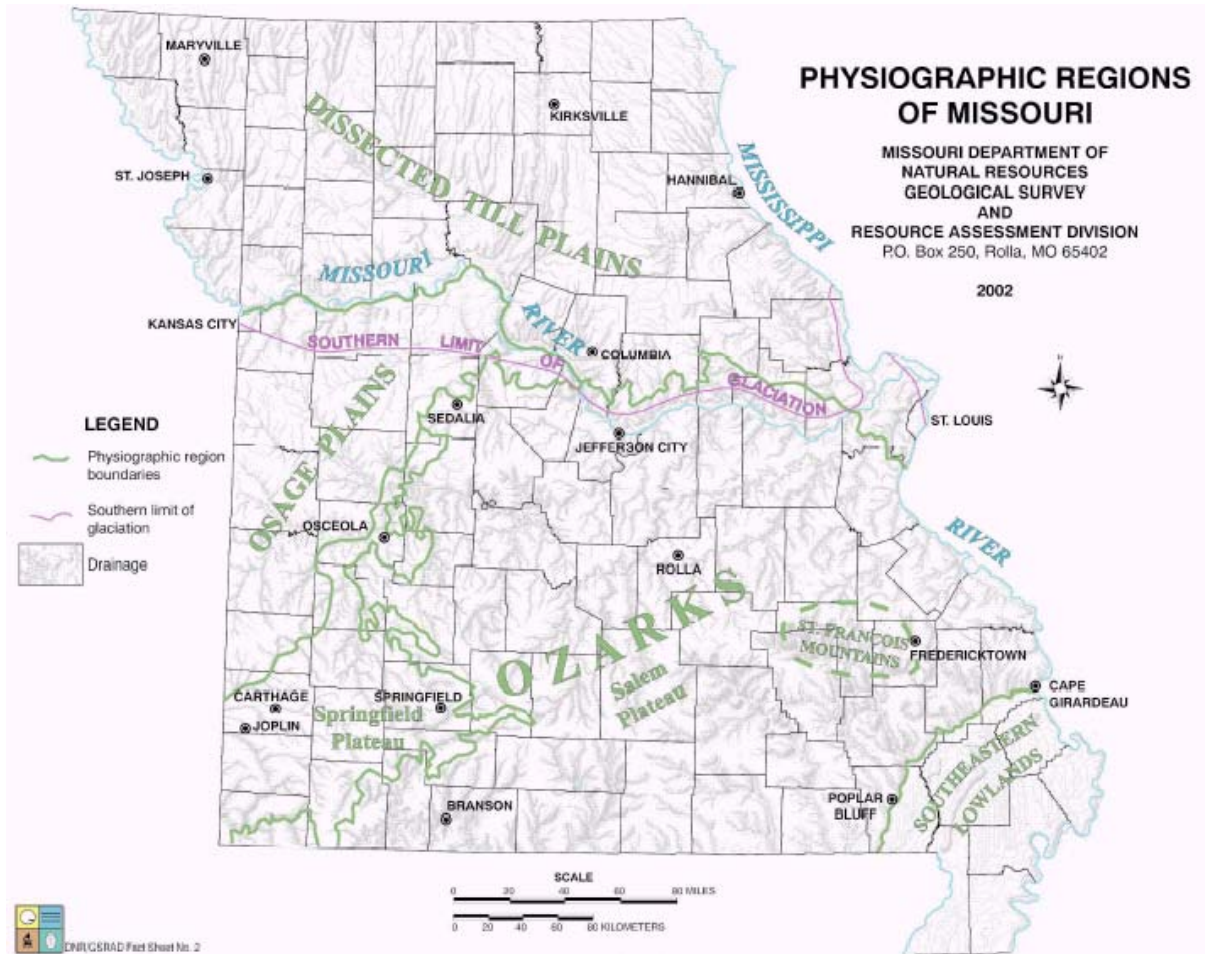 PHYSIOGRAPHIC REGIONS
OF MISSOURI
MISSOURI DEPARTMENT OF
NATURAL RESOURCES
GEOLOGICAL SURVEY
AND
RESOURCE ASSESSMENT DIVISION
P.O. Box 250, Rolla, MO 65402
2002
MARYVILLE
KIRKSVILLE
DISSECTED TILL PLAINS
ST. JOSEPH
HANNIBAL
MISSISSIPPI
MISSOURI
RIVER
KANSAS CITY
SOUTHERN LIMIT OF GLACIATION
COLUMBIA
OSAGE PLAINS
SEDALIA
JEFFERSON CITY
ST. LOUIS
LEGEND
Physiographic region
boundaries
Southern limit of
glaciation
Drainage
OSCEOLA
ROLLA
RIVER
OZARKS
ST. FRANCOIS
MOUNTAINS
FREDERICKTOWN
Salem
Plateau
CARTHAGE
SPRINGFIELD
JOPLIN
Springfield
Plateau
CAPE
GIRARDEAU
SOUTHEASTERN
LOWLANDS
POPLAR
BLUFF
BRANSON
SCALE
0 20 40 60 80 MILES
0 20 40 60 80 KILOMETERS
DNR/GSRAD Fact Sheet No. 2